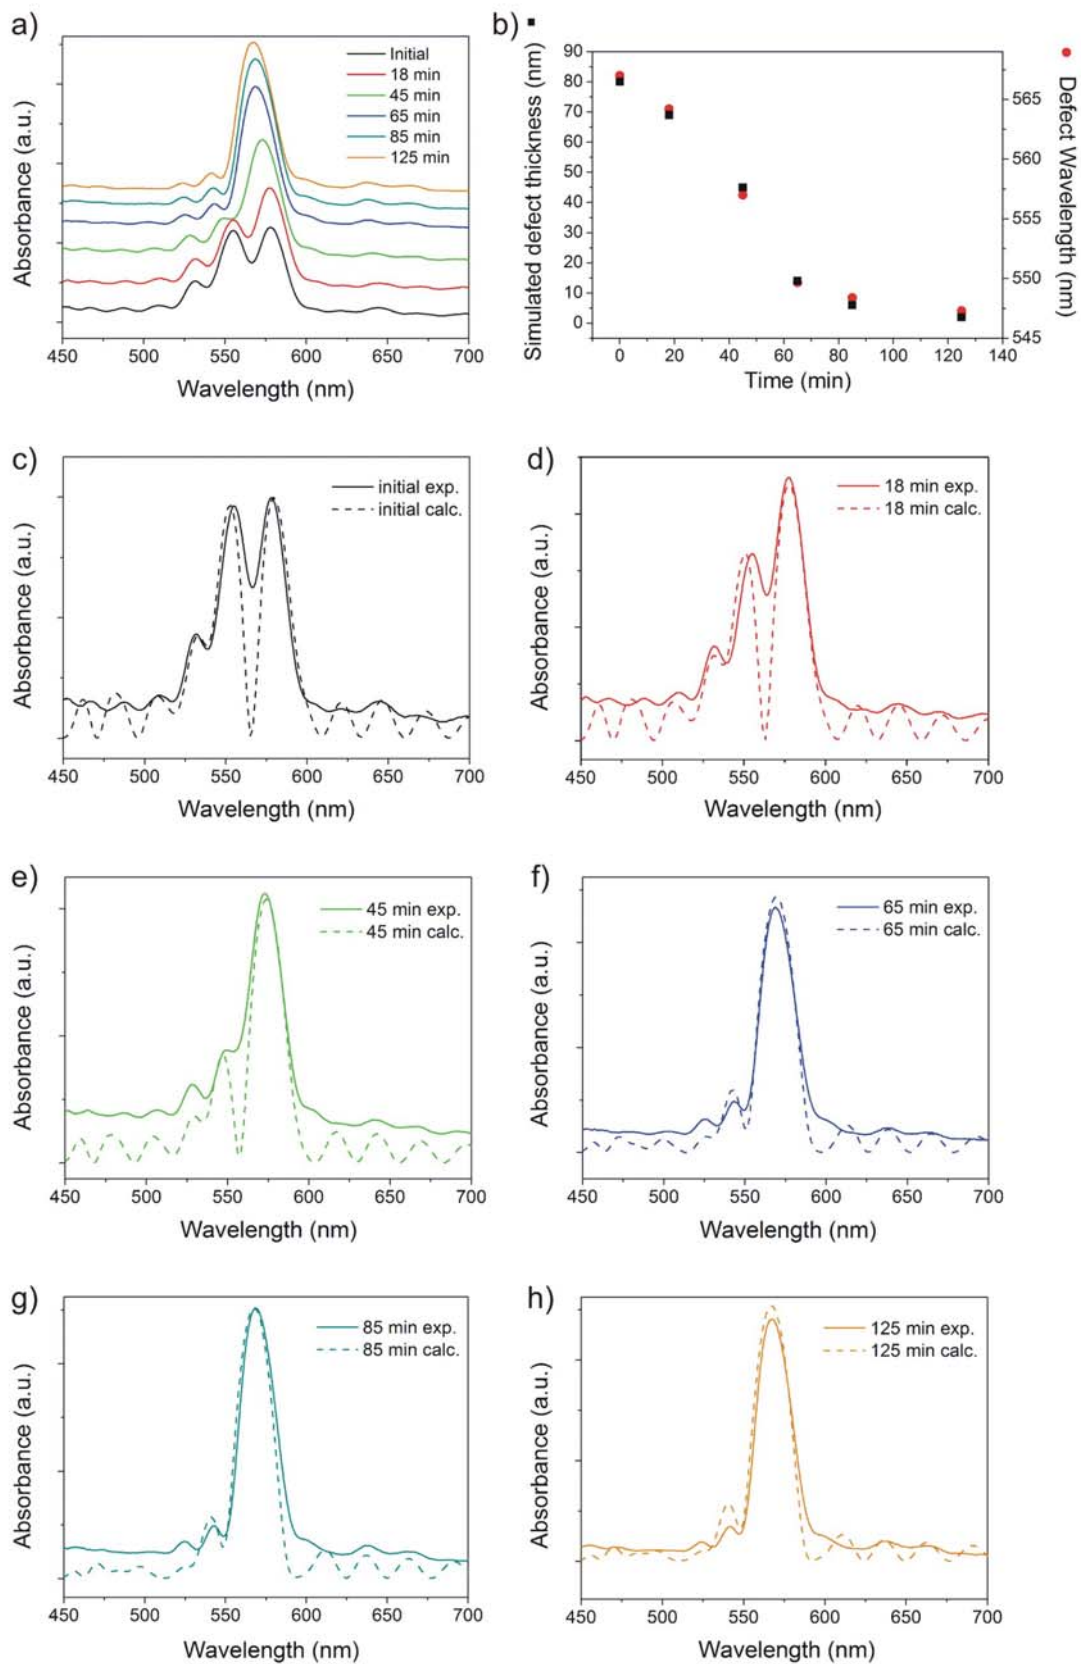 a)
Absorbance (a.u.)
Initial
18 min
45 min
65 min
85 min
125 min
450 500 550 600 650 700
Wavelength (nm)
b)
Simulated defect thickness (nm)
90
80
70
60
50
40
30
20
10
0
0 20 40 60 80 100 120 140
Time (min)
565
560
555
550
545
Defect Wavelength (nm)
c)
Absorbance (a.u.)
initial exp.
initial calc.
450 500 550 600 650 700
Wavelength (nm)
d)
Absorbance (a.u.)
18 min exp.
18 min calc.
450 500 550 600 650 700
Wavelength (nm)
e)
Absorbance (a.u.)
45 min exp.
45 min calc.
450 500 550 600 650 700
Wavelength (nm)
f)
Absorbance (a.u.)
65 min exp.
65 min calc.
450 500 550 600 650 700
Wavelength (nm)
g)
Absorbance (a.u.)
85 min exp.
85 min calc.
450 500 550 600 650 700
Wavelength (nm)
h)
Absorbance (a.u.)
125 min exp.
125 min calc.
450 500 550 600 650 700
Wavelength (nm)